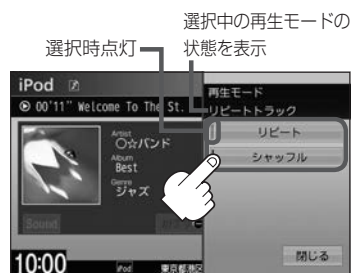 選択中の再生モードの
選択時点灯
状態を表示
iPod
再生モード
00'11" Welcome To The St.
リピートトラック
Artist
○☆バンド
Album
Best
Genre
ジャズ
リピート
シャッフル
Sound
閉じる
10:00
iPod
東京都港区